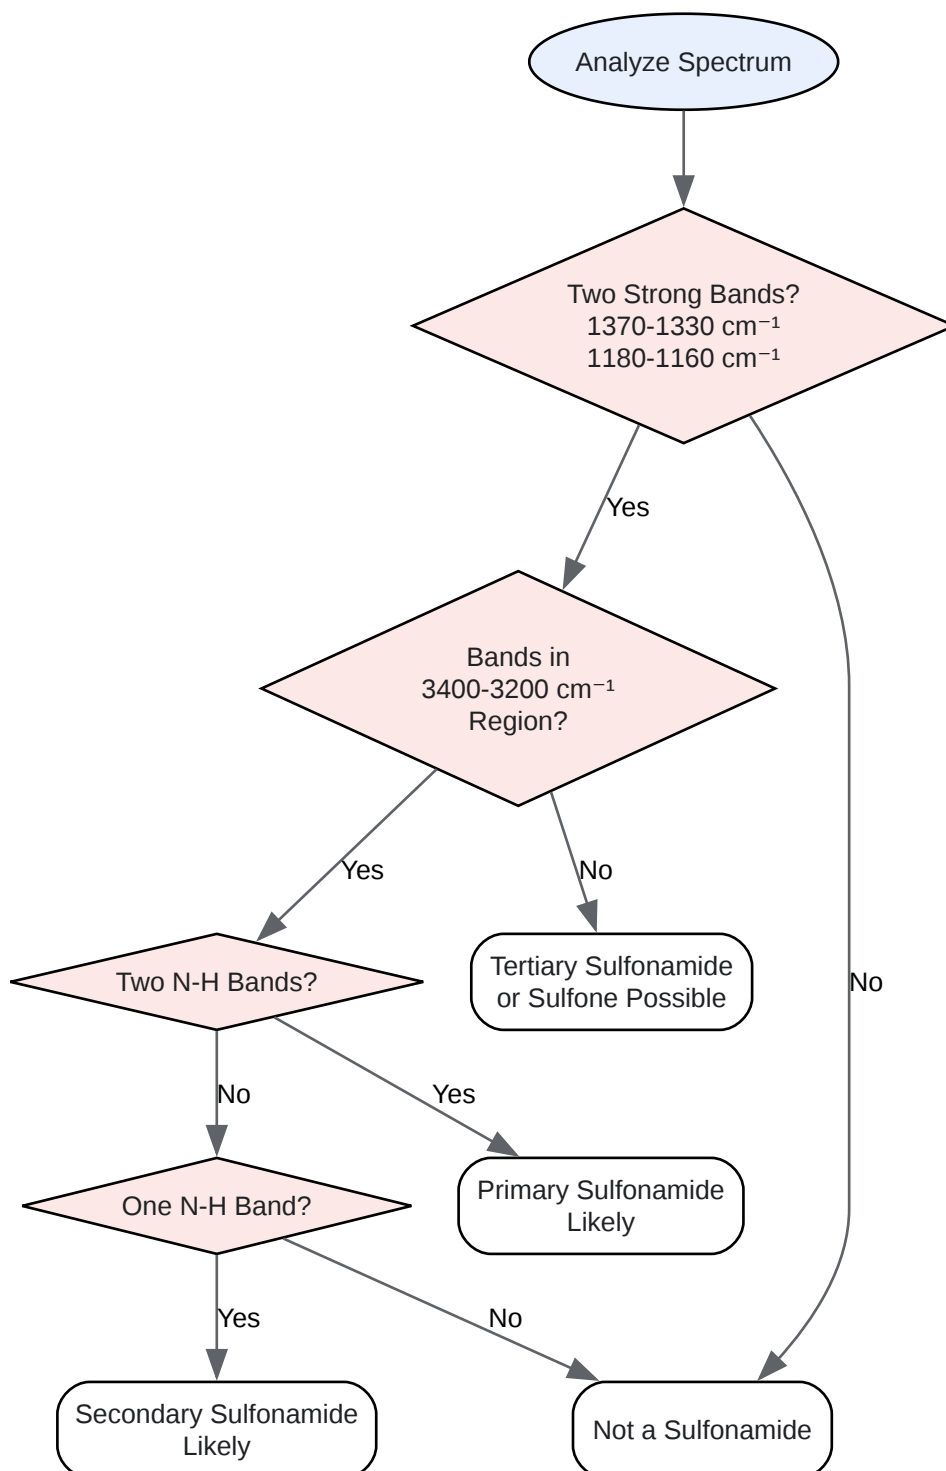 Analyze Spectrum
Two Strong Bands?
1370-1330 cm⁻¹
1180-1160 cm⁻¹
Yes
Bands in
3400-3200 cm⁻¹
Region?
Yes
No
Tertiary Sulfonamide
or Sulfone Possible
Two N-H Bands?
No
No
Yes
Primary Sulfonamide
Likely
One N-H Band?
Yes
No
Secondary Sulfonamide
Likely
Not a Sulfonamide